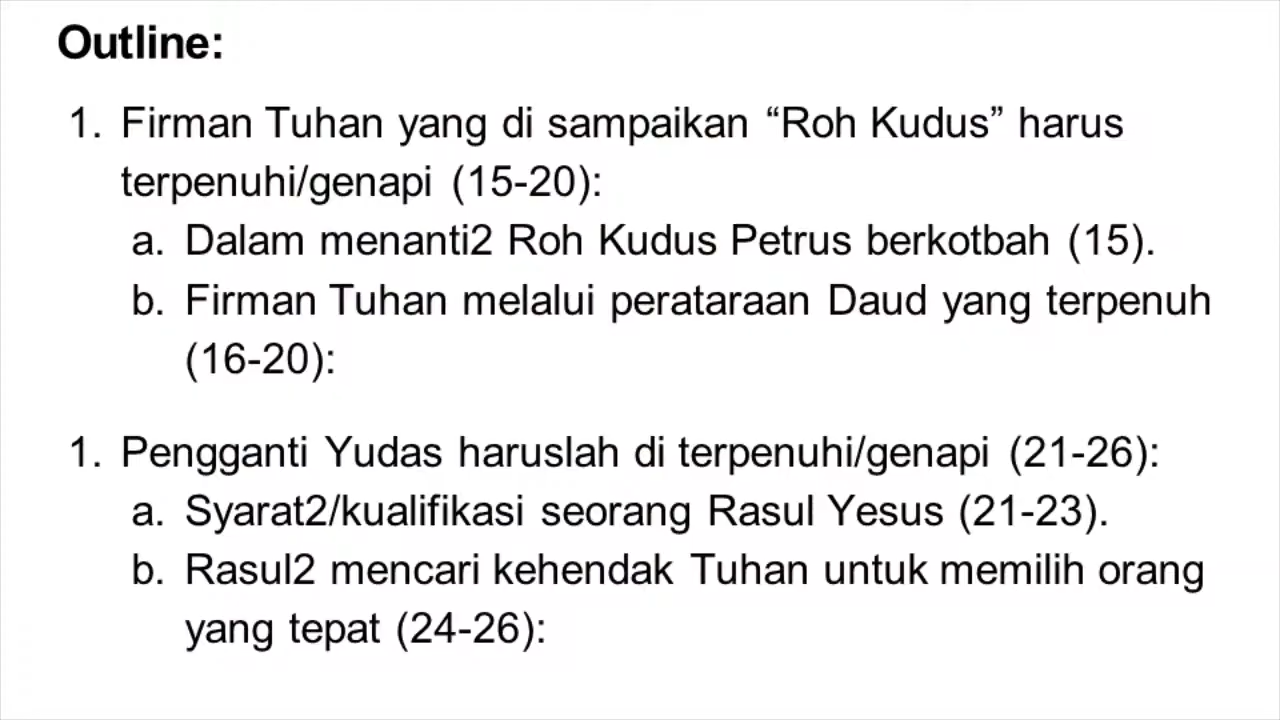 Outline:
1. Firman Tuhan yang di sampaikan “Roh Kudus” harus
terpenuhi/genapi (15-20):
a. Dalam menanti2 Roh Kudus Petrus berkotbah (15).
b. Firman Tuhan melalui perataraan Daud yang terpenuh
(16-20):
1. Pengganti Yudas haruslah di terpenuhi/genapi (21-26):
a. Syarat2/kualifikasi seorang Rasul Yesus (21-23).
b. Rasul2 mencari kehendak Tuhan untuk memilih orang
yang tepat (24-26):